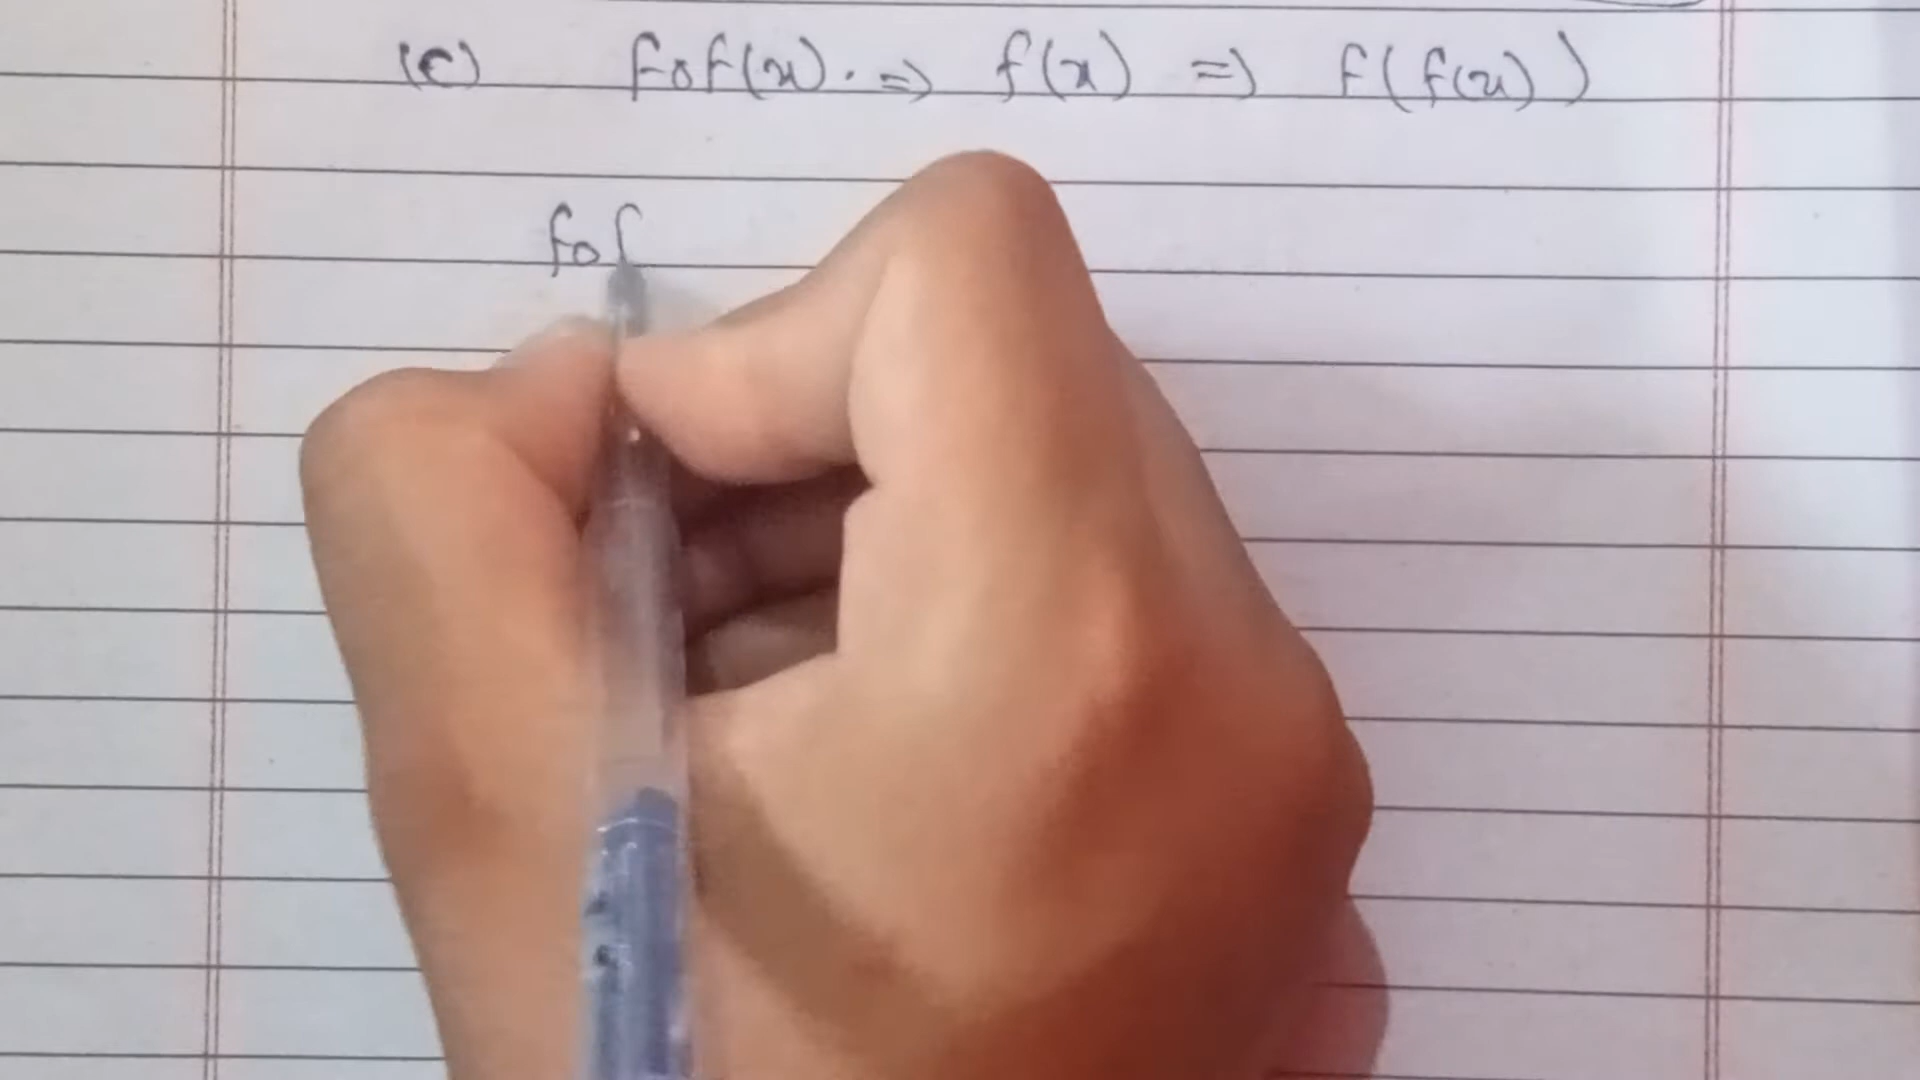 (c) fof(x). => f(x) => f(f(x))
fof